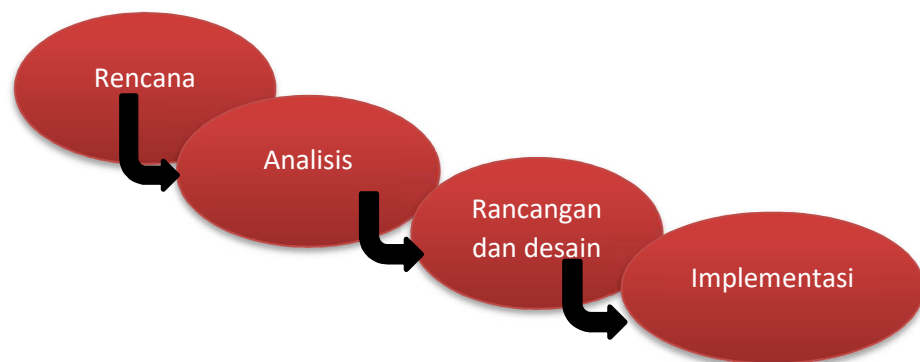 Rencana
Analisis
Rancangan
dan desain
Implementasi